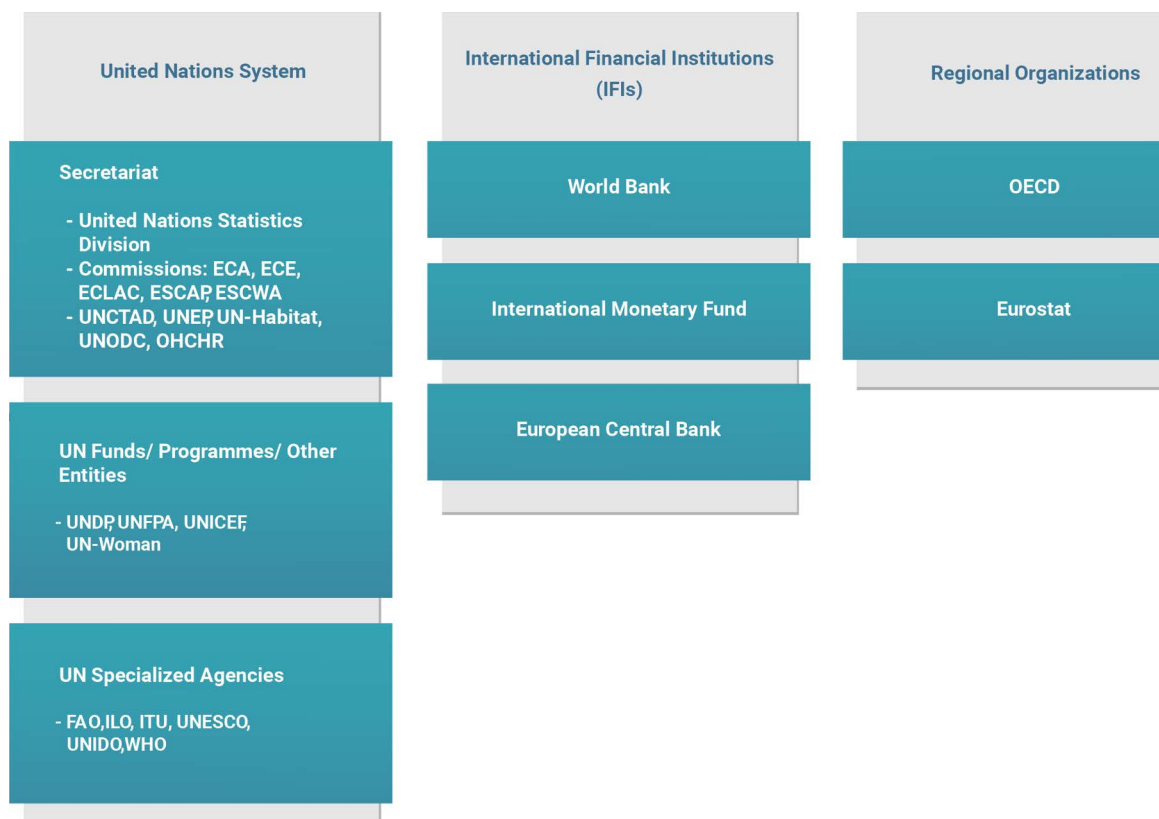 United Nations System
Secretariat
- United Nations Statistics
Division
- Commissions: ECA, ECE,
ECLAC, ESCAP, ESCWA
- UNCTAD, UNEP, UN-Habitat,
UNODC, OHCHR
UN Funds/ Programmes/ Other
Entities
- UNDP, UNFPA, UNICEF,
UN-Woman
UN Specialized Agencies
- FAO,ILO, ITU, UNESCO,
UNIDO,WHO
International Financial Institutions
(IFIs)
World Bank
International Monetary Fund
European Central Bank
Regional Organizations
OECD
Eurostat